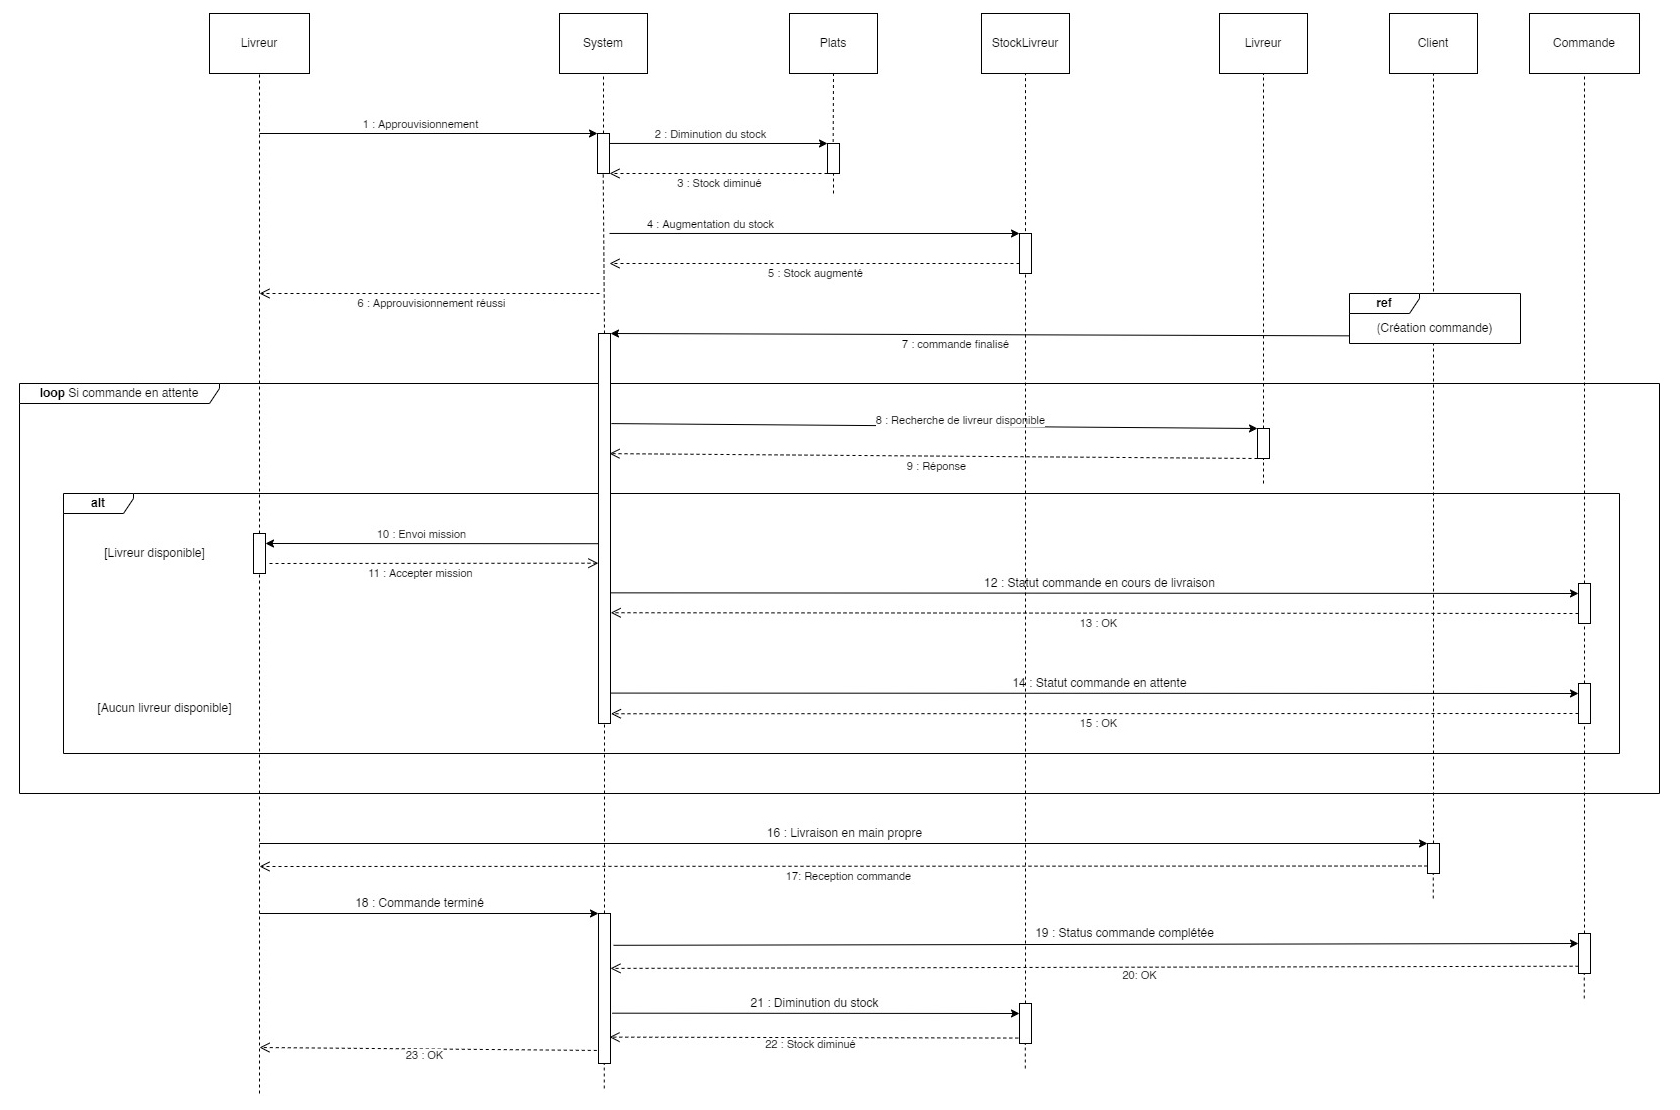 Livreur
System
Plats
StockLivreur
Livreur
Client
Commande
1 : Approuvisionnement
2 : Diminution du stock
3 : Stock diminué
4 : Augmentation du stock
5 : Stock augmenté
6 : Approuvisionnement réussi
ref
(Création commande)
7 : commande finalisé
loop Si commande en attente
8 : Recherche de livreur disponible
9 : Réponse
alt
10 : Envoi mission
[Livreur disponible]
11 : Accepter mission
12 : Statut commande en cours de livraison
13 : OK
14 : Statut commande en attente
[Aucun livreur disponible]
15 : OK
16 : Livraison en main propre
17: Reception commande
18 : Commande terminé
19 : Status commande complétée
20: OK
21 : Diminution du stock
22 : Stock diminué
23 : OK